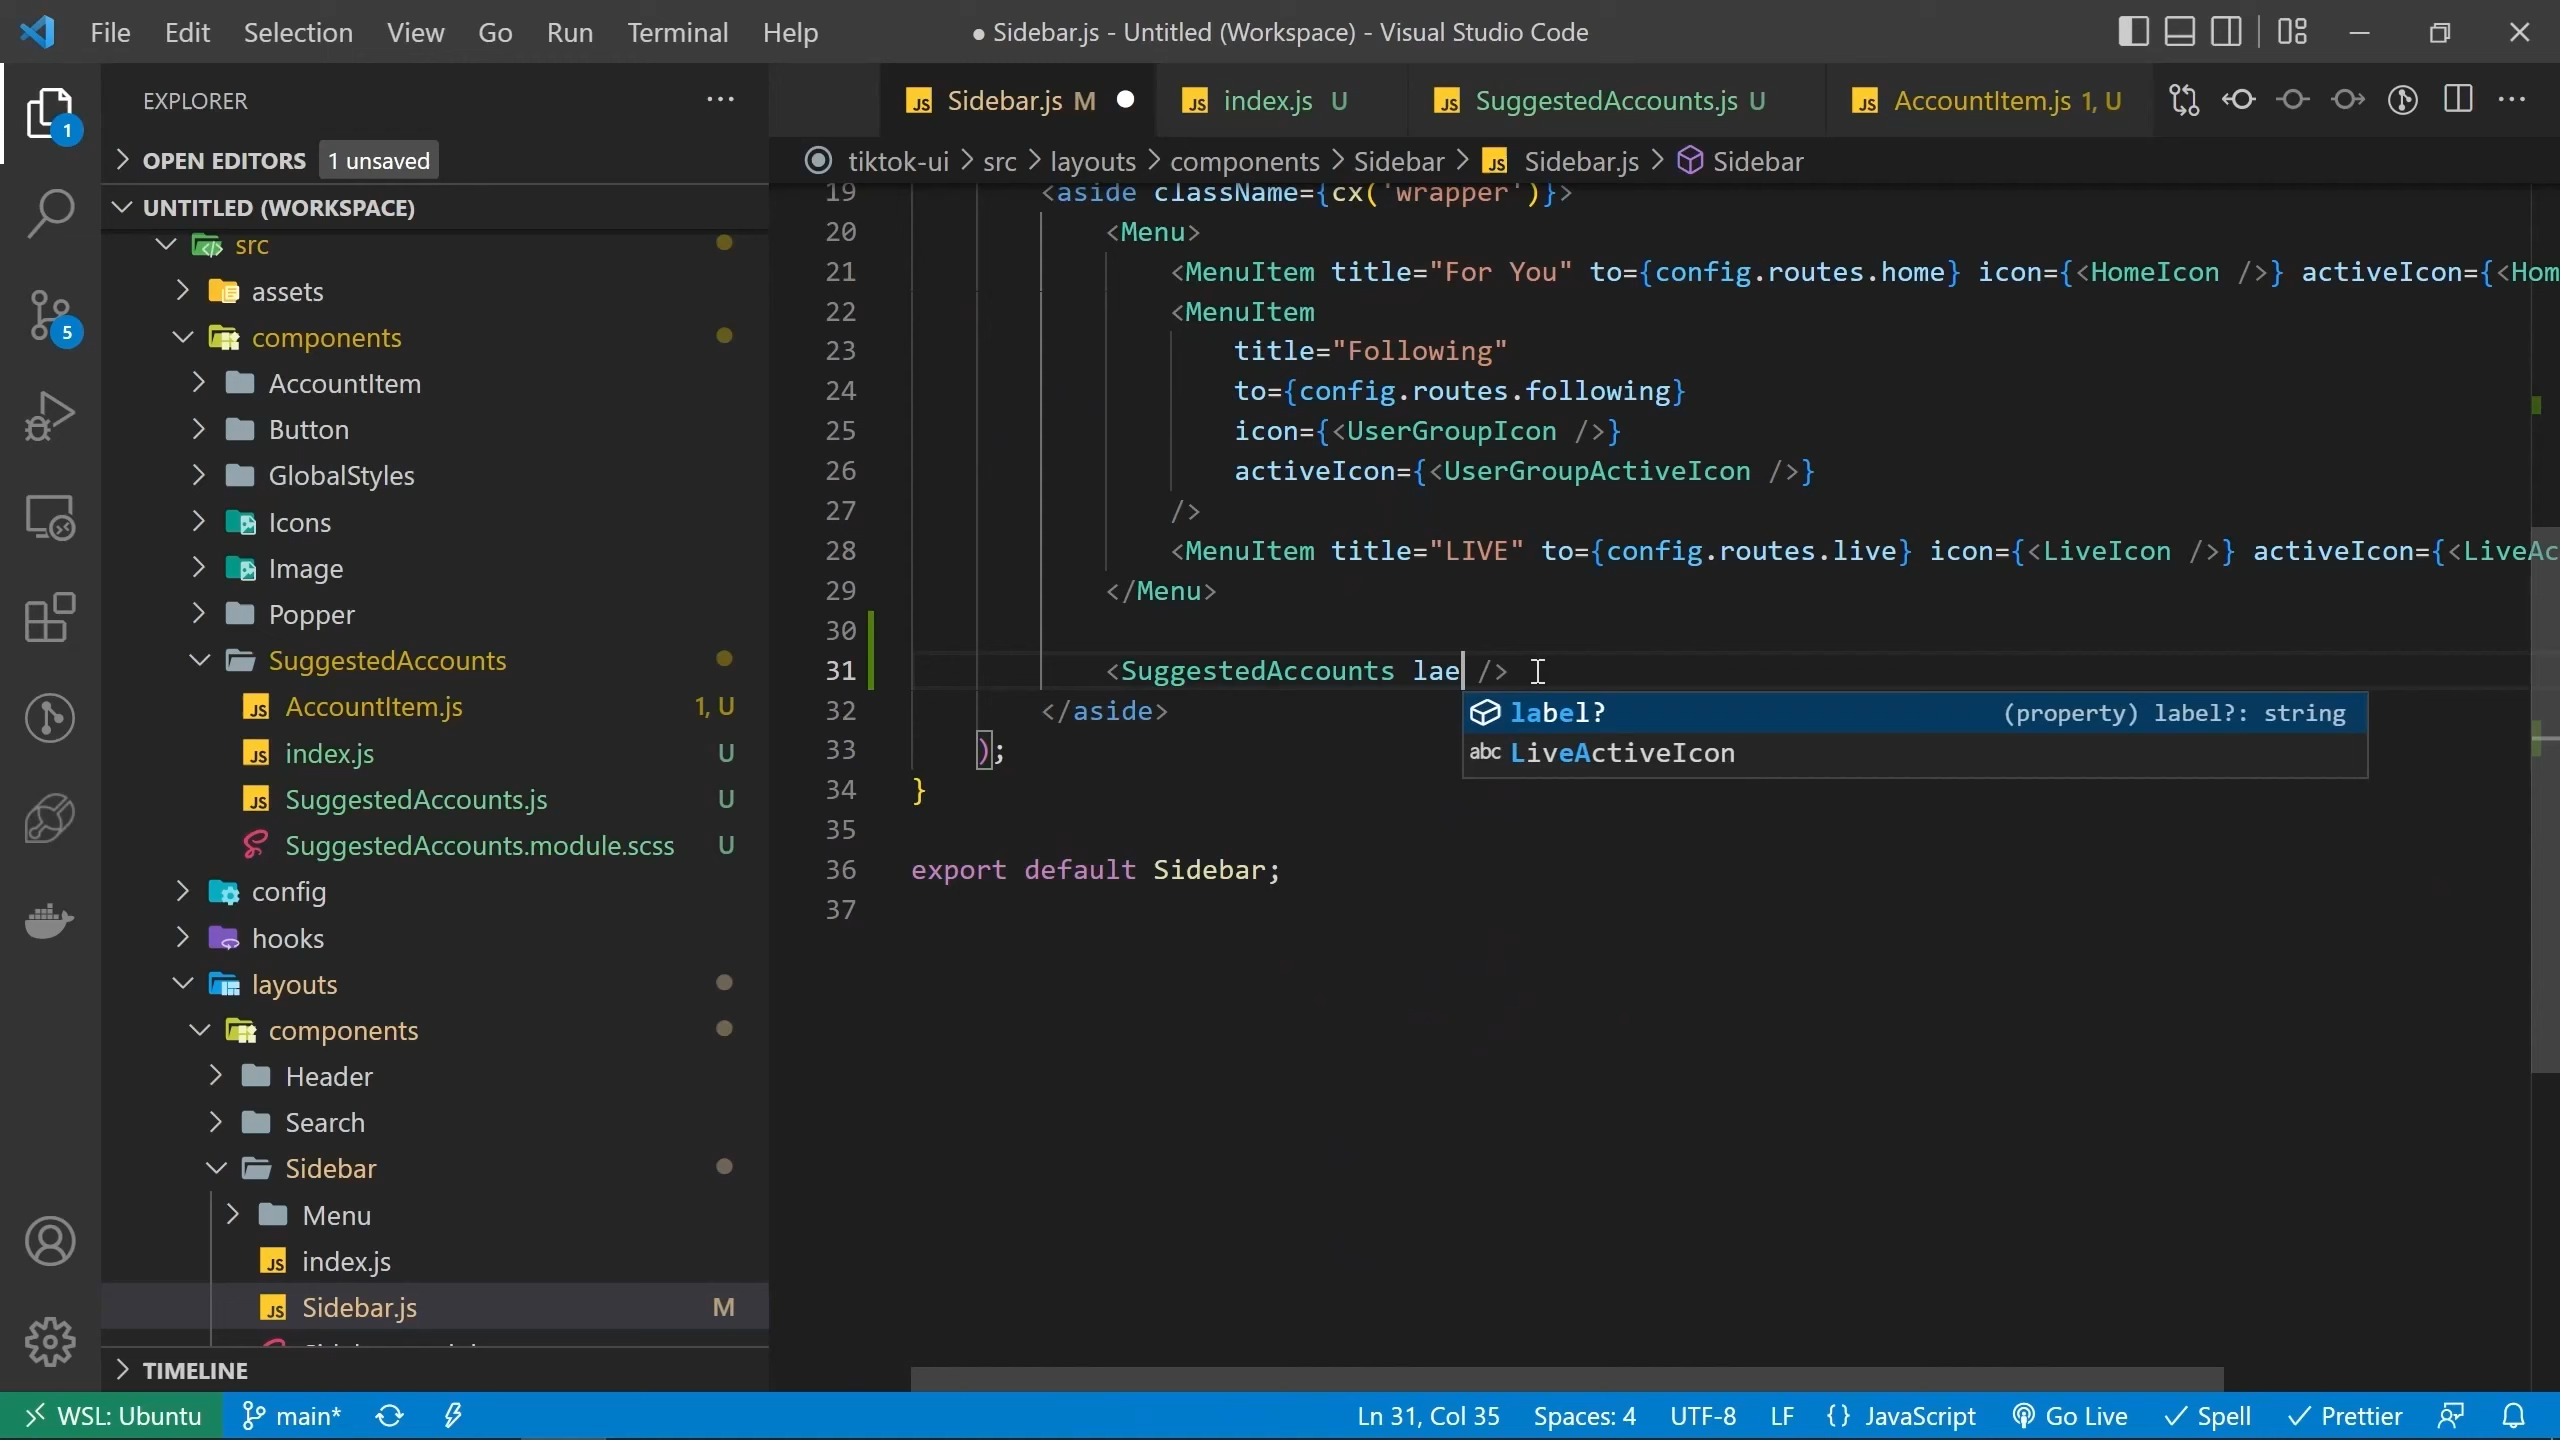 File Edit Selection View Go Run Terminal Help
● Sidebar.js - Untitled (Workspace) - Visual Studio Code
EXPLORER
OPEN EDITORS 1 unsaved
UNTITLED (WORKSPACE)
src
assets
components
AccountItem
Button
GlobalStyles
Icons
Image
Popper
SuggestedAccounts
AccountItem.js 1, U
index.js U
SuggestedAccounts.js U
SuggestedAccounts.module.scss U
config
hooks
layouts
components
Header
Search
Sidebar
Menu
index.js
Sidebar.js M
TIMELINE
1
5
Sidebar.js M
index.js U
SuggestedAccounts.js U
AccountItem.js 1, U
tiktok-ui > src > layouts > components > Sidebar > Sidebar.js > Sidebar
19 <aside className={cx('wrapper')}>
20 <Menu>
21 <MenuItem title="For You" to={config.routes.home} icon={<HomeIcon />} activeIcon={<Hom
22 <MenuItem
23 title="Following"
24 to={config.routes.following}
25 icon={<UserGroupIcon />}
26 activeIcon={<UserGroupActiveIcon />}
27 />
28 <MenuItem title="LIVE" to={config.routes.live} icon={<LiveIcon />} activeIcon={<LiveAc
29 </Menu>
30
31 <SuggestedAccounts lae />
label? (property) label?: string
abc LiveActiveIcon
32 </aside>
33 );
34 }
35
36 export default Sidebar;
37
WSL: Ubuntu main* Ln 31, Col 35 Spaces: 4 UTF-8 LF {} JavaScript Go Live Spell Prettier